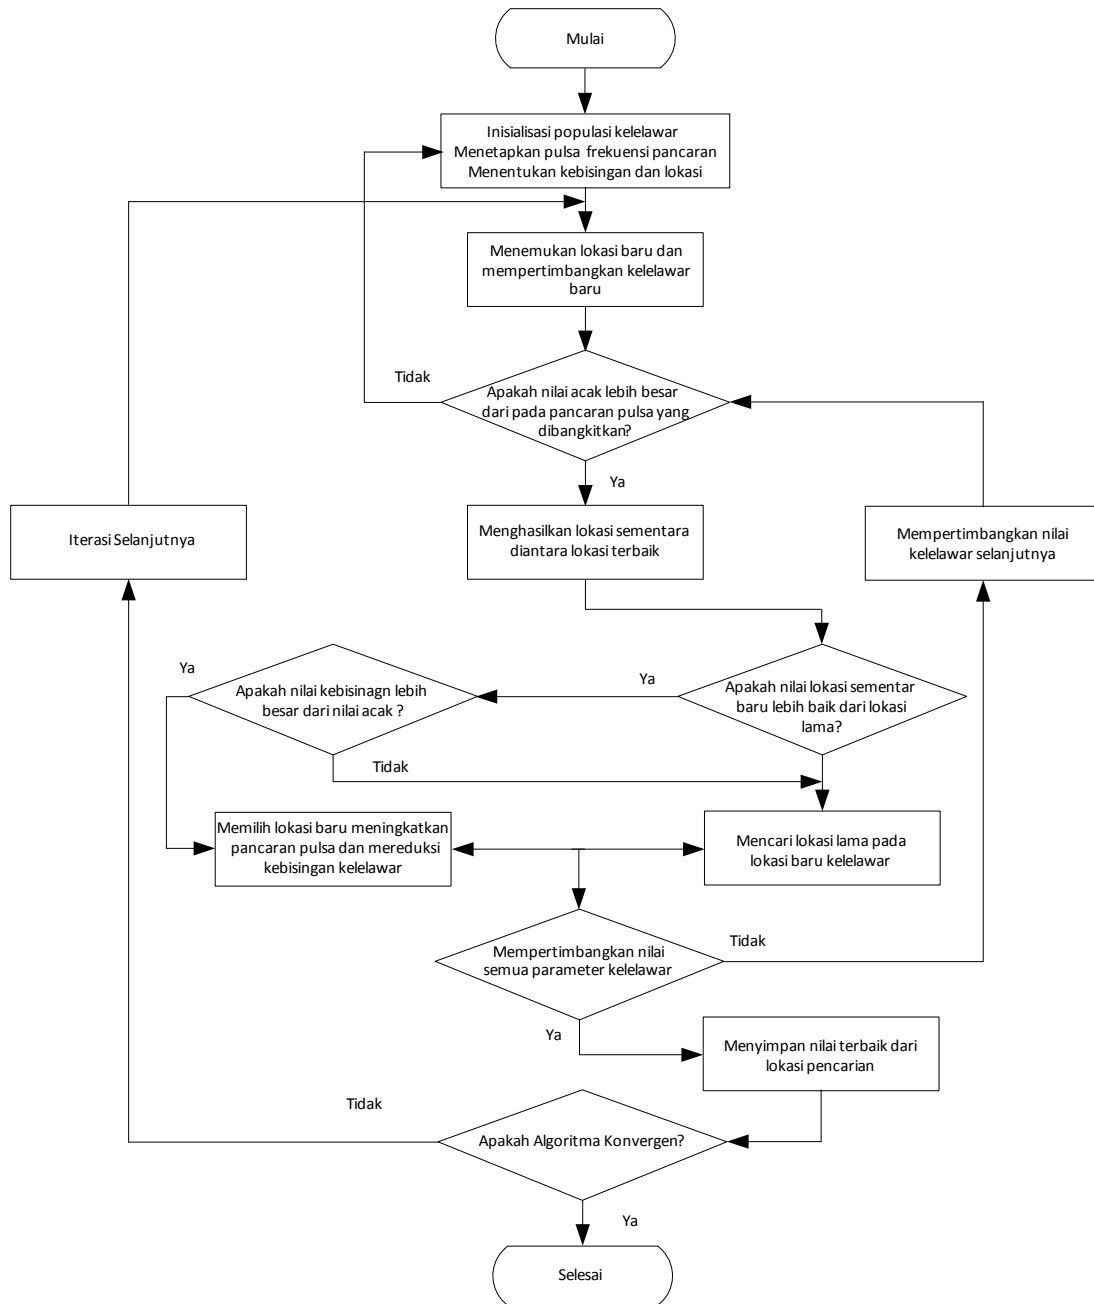 Mulai
Inisialisasi populasi kelelawar
Menetapkan pulsa frekuensi pancaran
Menentukan kebisingan dan lokasi
Menemukan lokasi baru dan
mempertimbangkan kelelawar
baru
Tidak
Apakah nilai acak lebih besar
dari pada pancaran pulsa yang
dibangkitkan?
Ya
Iterasi Selanjutnya
Menghasilkan lokasi sementara
diantara lokasi terbaik
Mempertimbangkan nilai
kelelawar selanjutnya
Ya
Apakah nilai kebisinagn lebih
besar dari nilai acak ?
Ya
Apakah nilai lokasi sementar
baru lebih baik dari lokasi
lama?
Tidak
Memilih lokasi baru meningkatkan
pancaran pulsa dan mereduksi
kebisingan kelelawar
Mencari lokasi lama pada
lokasi baru kelelawar
Mempertimbangkan nilai
semua parameter kelelawar
Tidak
Ya
Menyimpan nilai terbaik dari
lokasi pencarian
Tidak
Apakah Algoritma Konvergen?
Ya
Selesai